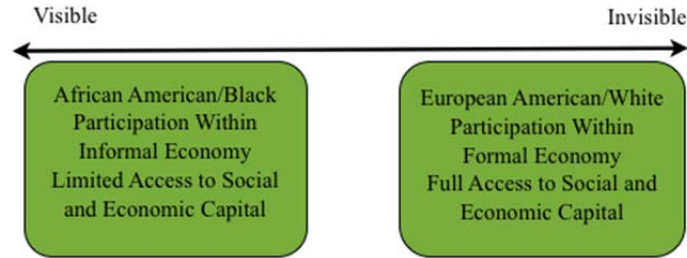 Visible
Invisible
African American/Black
Participation Within
Informal Economy
Limited Access to Social
and Economic Capital
European American/White
Participation Within
Formal Economy
Full Access to Social and
Economic Capital